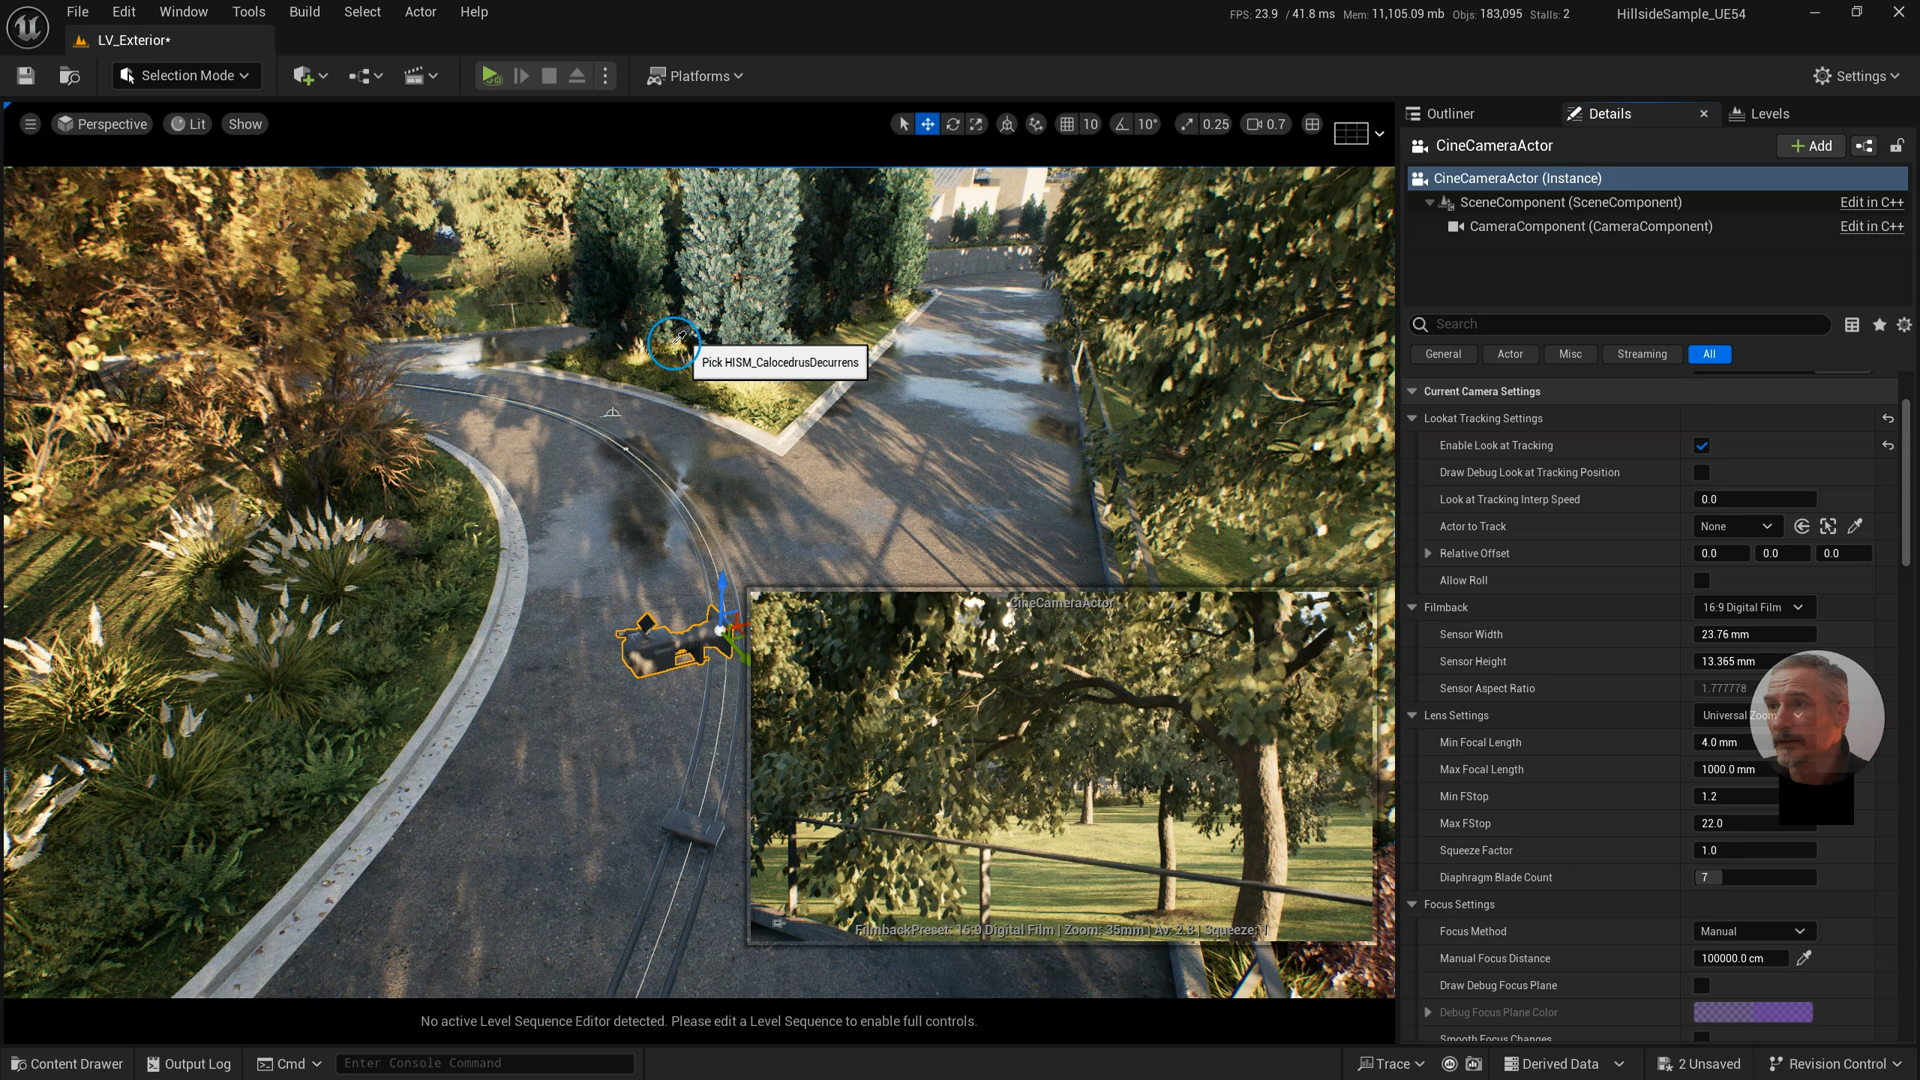 File Edit Window Tools Build Select Actor Help
FPS: 23.9 / 41.8 ms Mem: 11,105.09 mb Objs: 183,095 Stalls: 2
HillsideSample_UE54
LV_Exterior*
Selection Mode
Platforms
Settings
Perspective Lit Show
10 10° 0.25 0.7
Outliner Details Levels
CineCameraActor
Add
CineCameraActor (Instance)
SceneComponent (SceneComponent) Edit in C++
CameraComponent (CameraComponent) Edit in C++
Search
General Actor Misc Streaming All
Current Camera Settings
Lookat Tracking Settings
Enable Look at Tracking
Draw Debug Look at Tracking Position
Look at Tracking Interp Speed 0.0
Actor to Track None
Relative Offset 0.0 0.0 0.0
Allow Roll
Filmback 16:9 Digital Film
Sensor Width 23.76 mm
Sensor Height 13.365 mm
Sensor Aspect Ratio 1.777778
Lens Settings Universal Zoom
Min Focal Length 4.0 mm
Max Focal Length 1000.0 mm
Min FStop 1.2
Max FStop 22.0
Squeeze Factor 1.0
Diaphragm Blade Count 7
Focus Settings
Focus Method Manual
Manual Focus Distance 100000.0 cm
Draw Debug Focus Plane
Debug Focus Plane Color
Smooth Focus Changes
Pick HISM_CalocedrusDecurrens
CineCameraActor
FilmbackPreset: 16:9 Digital Film | Zoom: 35mm | Av: 2.8 | Squeeze: 1
No active Level Sequence Editor detected. Please edit a Level Sequence to enable full controls.
Content Drawer Output Log Cmd Enter Console Command
Trace Derived Data 2 Unsaved Revision Control